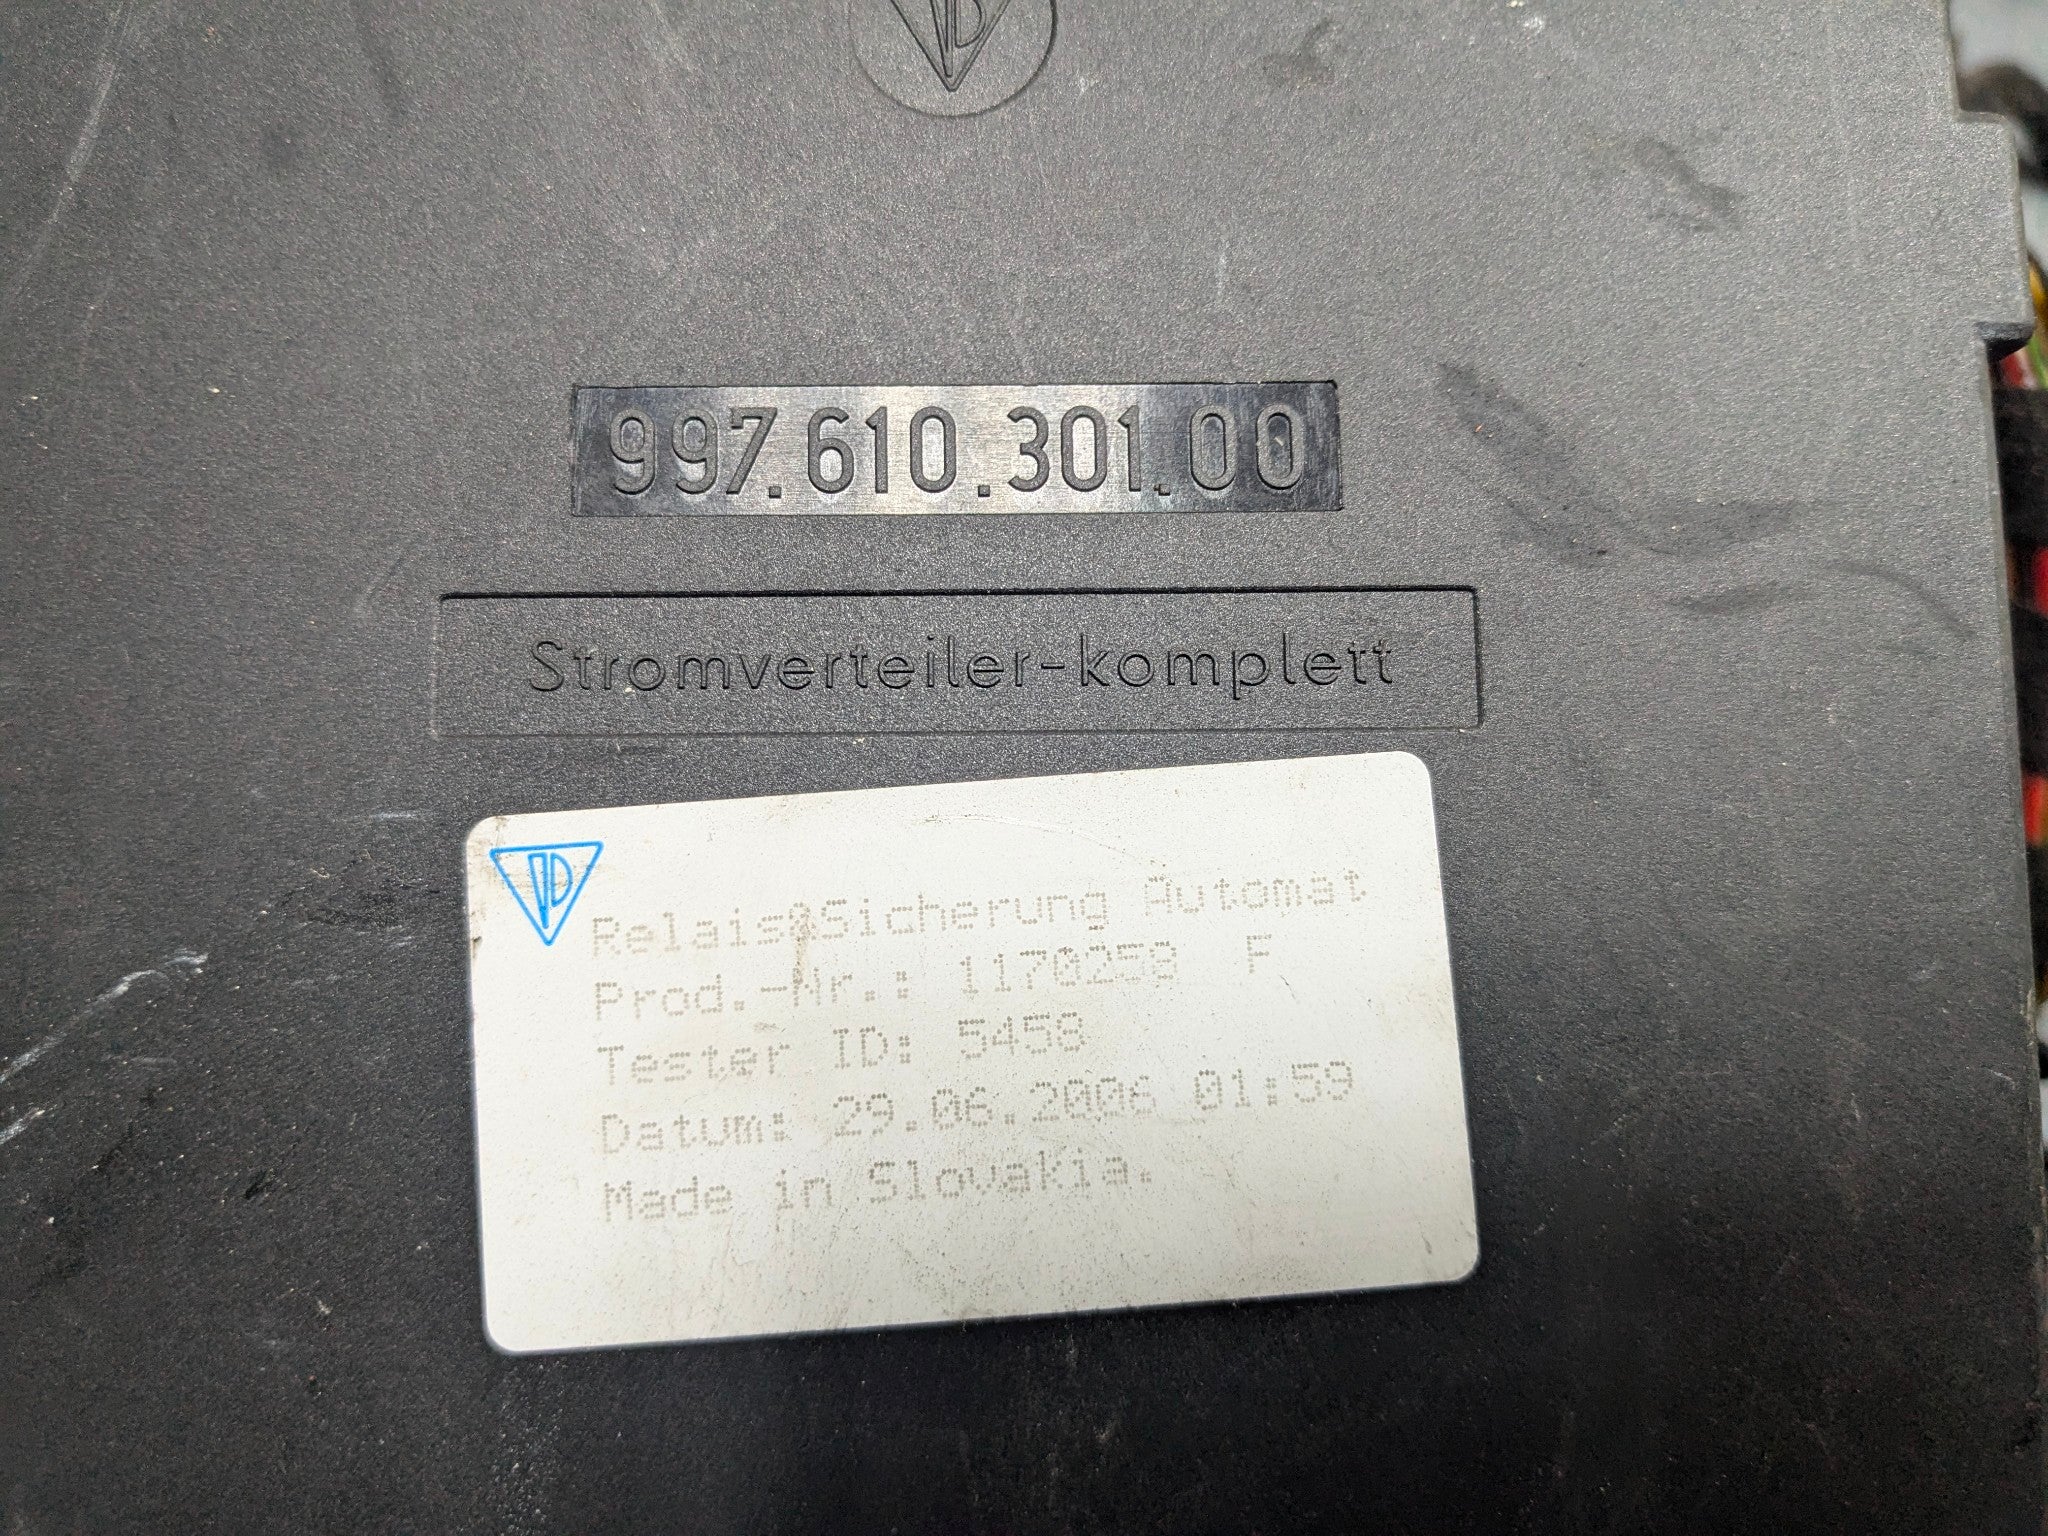 997.610.301.00
Stromverteiler-komplett
Relais&Sicherung Automat
Prod.-Nr.: 1170258 F
Tester ID: 5458
Datum: 29.06.2006 01:59
Made in Slovakia.